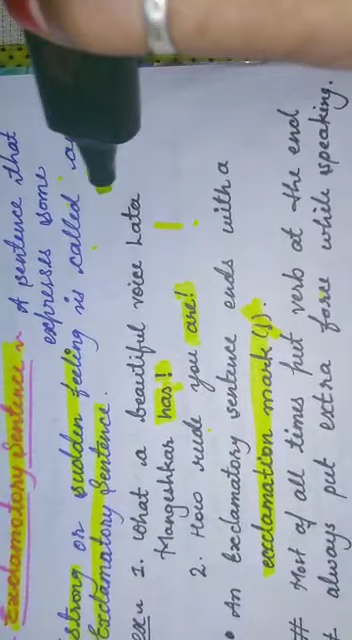 Exclamatory Sentence ~ A sentence that
expresses some
strong or sudden feeling is called a
Exclamatory Sentence.
ex~ 1. What a beautiful voice Lata
Mangeshkar has!
2. How rude you are!
• An Exclamatory sentence ends with a
exclamation mark (!).
# Most of all times put verb at the end
always put extra force while speaking.